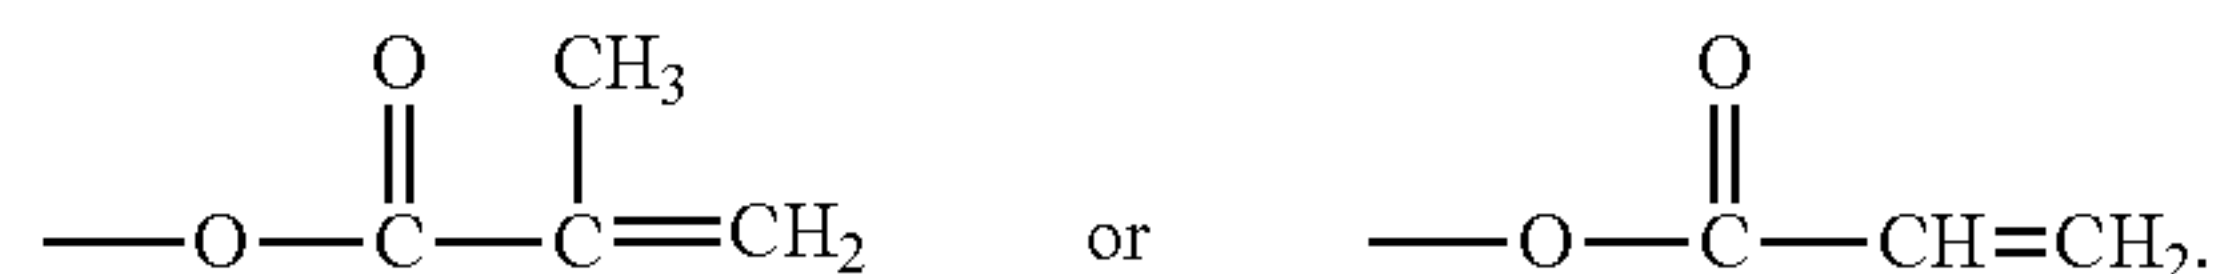 O CH₃ O
—O—C—C=CH₂ or —O—C—CH=CH₂.